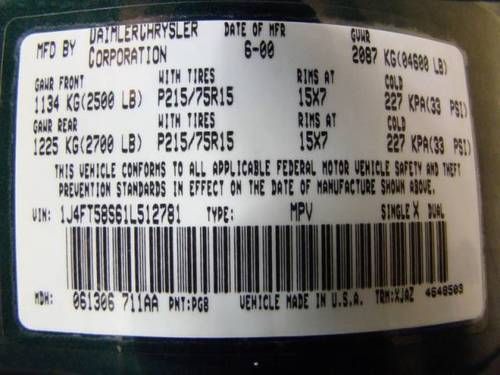 MFD BY DAIMLERCHRYSLER CORPORATION DATE OF MFR 6-00 GVWR 2087 KG(04600 LB)
GAWR FRONT WITH TIRES RIMS AT COLD
1134 KG(2500 LB) P215/75R15 15X7 227 KPA(33 PSI)
GAWR REAR WITH TIRES RIMS AT COLD
1225 KG(2700 LB) P215/75R15 15X7 227 KPA(33 PSI)
THIS VEHICLE CONFORMS TO ALL APPLICABLE FEDERAL MOTOR VEHICLE SAFETY AND THEFT
PREVENTION STANDARDS IN EFFECT ON THE DATE OF MANUFACTURE SHOWN ABOVE.
VIN: 1J4FT58S61L512781 TYPE: MPV SINGLE X DUAL
MDH: 061306 711AA PNT:PGB VEHICLE MADE IN U.S.A. TRM:XJAZ 4648509